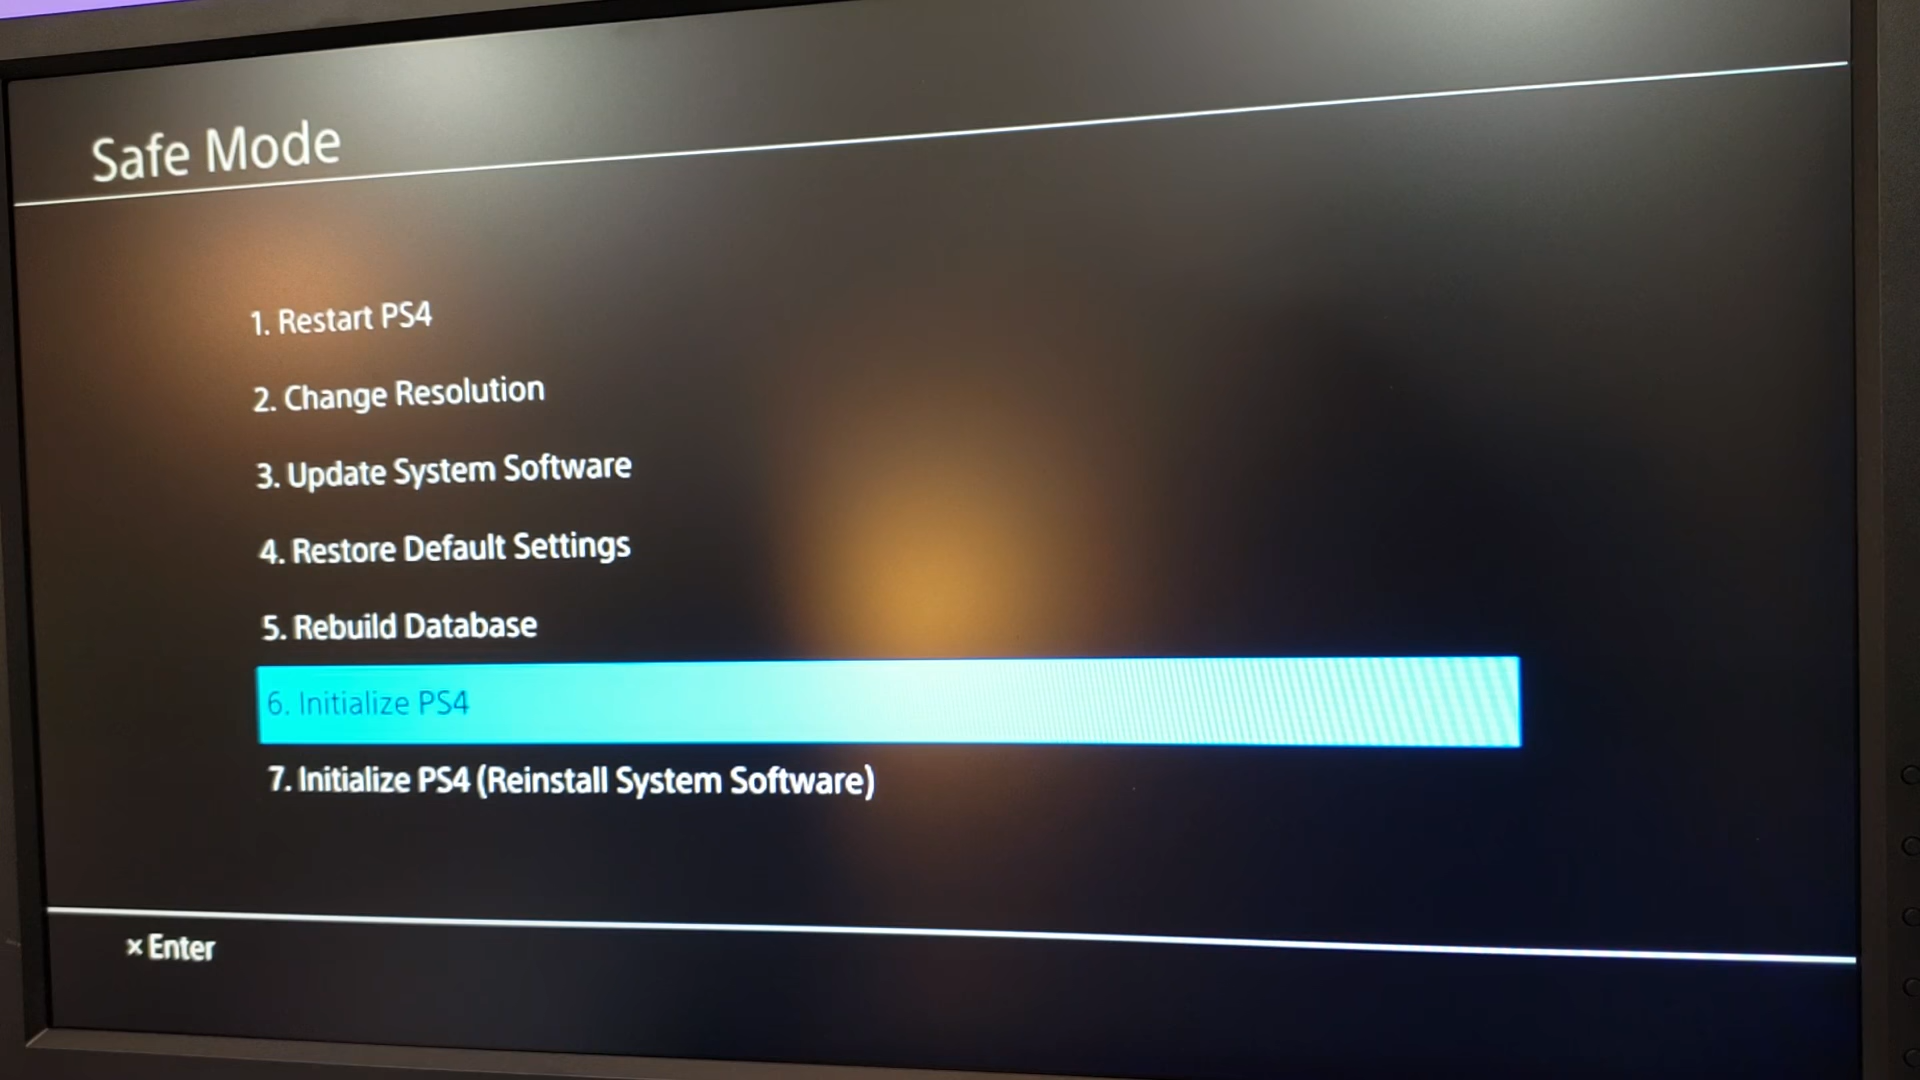 Safe Mode
1. Restart PS4
2. Change Resolution
3. Update System Software
4. Restore Default Settings
5. Rebuild Database
6. Initialize PS4
7. Initialize PS4 (Reinstall System Software)
× Enter